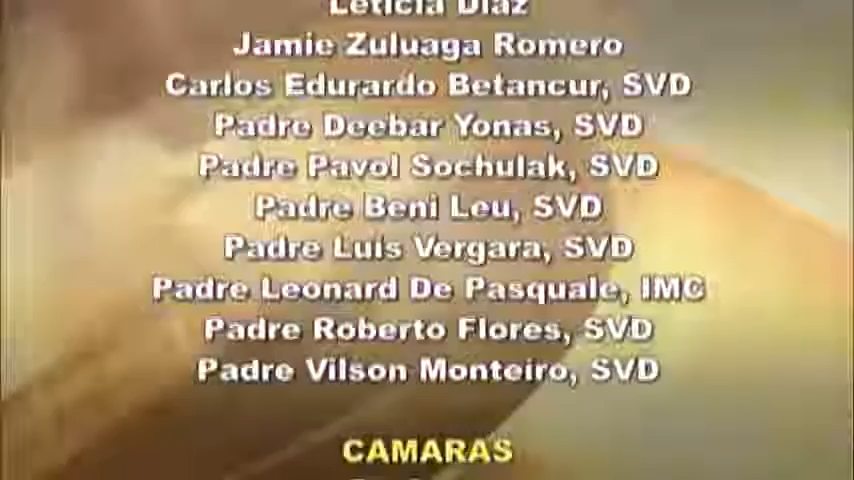 Leticia Diaz
Jamie Zuluaga Romero
Carlos Edurardo Betancur, SVD
Padre Deebar Yonas, SVD
Padre Pavol Sochulak, SVD
Padre Beni Leu, SVD
Padre Luis Vergara, SVD
Padre Leonard De Pasquale, IMC
Padre Roberto Flores, SVD
Padre Vilson Monteiro, SVD
CAMARAS